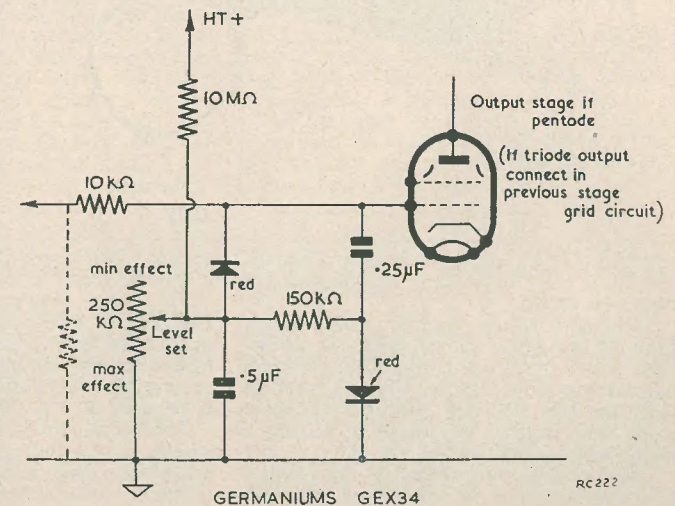 HT+
10MΩ
Output stage if
pentode
(If triode output
connect in
previous stage
grid circuit)
10kΩ
red
·25μF
min effect
250
KΩ
Level
set
150kΩ
max
effect
·5μF
red
GERMANIUMS GEX34
RC222